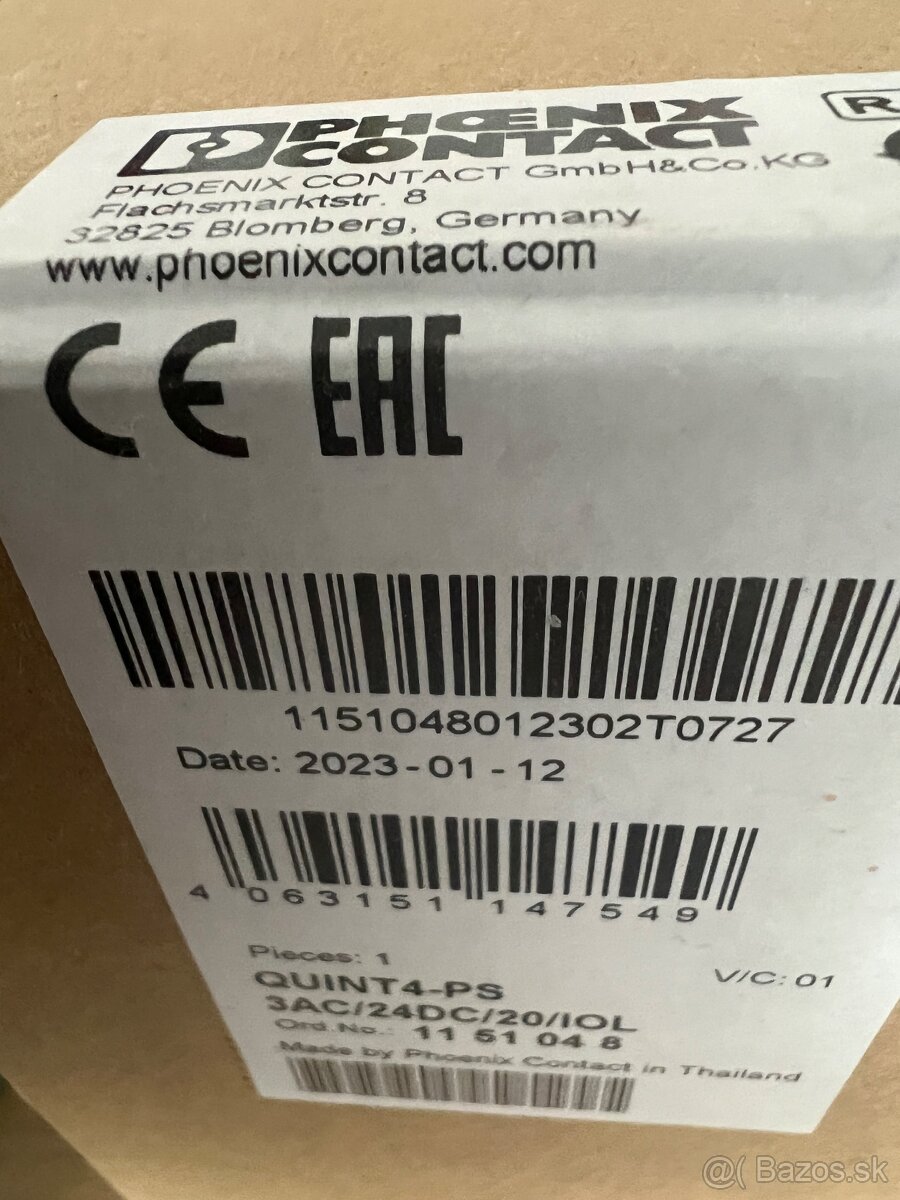 PHŒNIX
CONTACT
R
PHOENIX CONTACT GmbH&Co.KG
Flachsmarktstr. 8
32825 Blomberg, Germany
www.phoenixcontact.com
CE EAC
1151048012302T0727
Date: 2023-01-12
4 063151 147549
Pieces: 1
V/C: 01
QUINT4-PS
3AC/24DC/20/IOL
Ord.No.: 11 51 04 8
Made by Phoenix Contact in Thailand
@( Bazos.sk